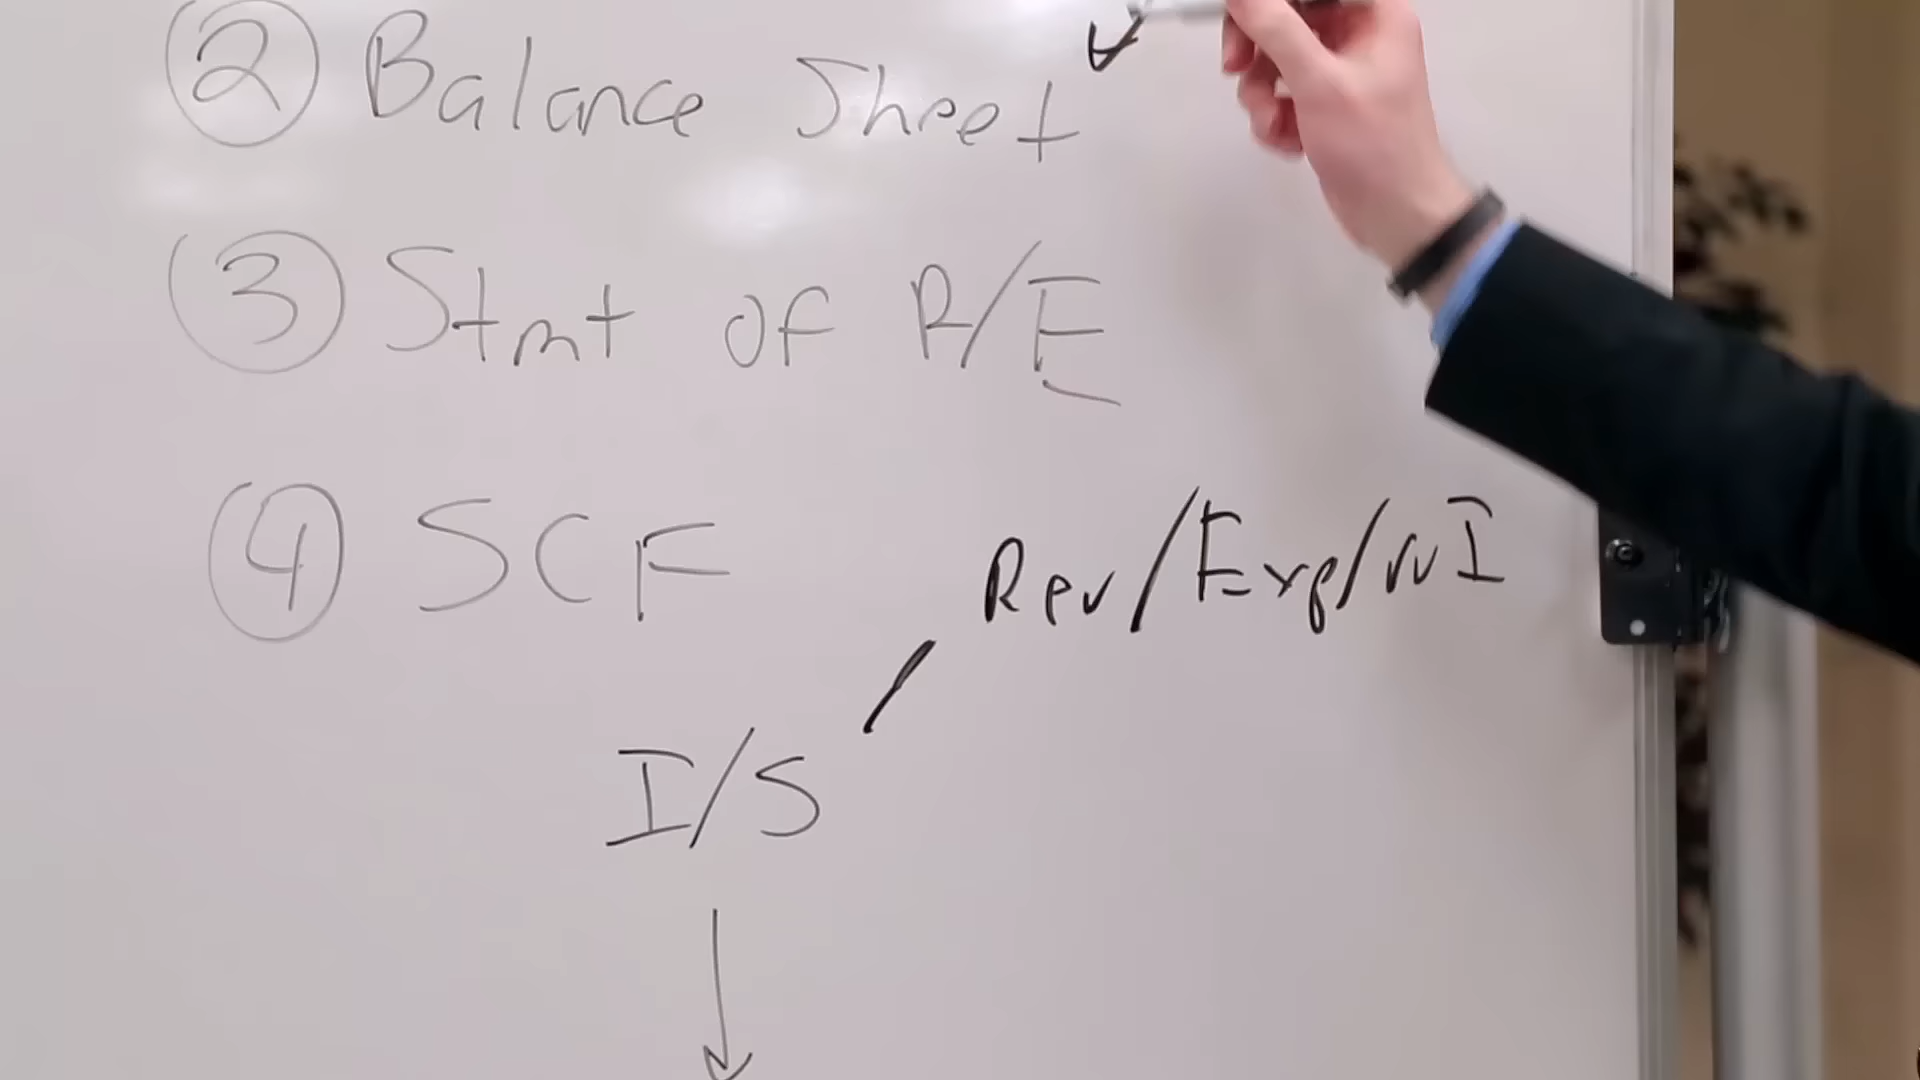 ② Balance Sheet
③ Stmt of R/E
④ SCF
Rev/Exp/NI
I/S